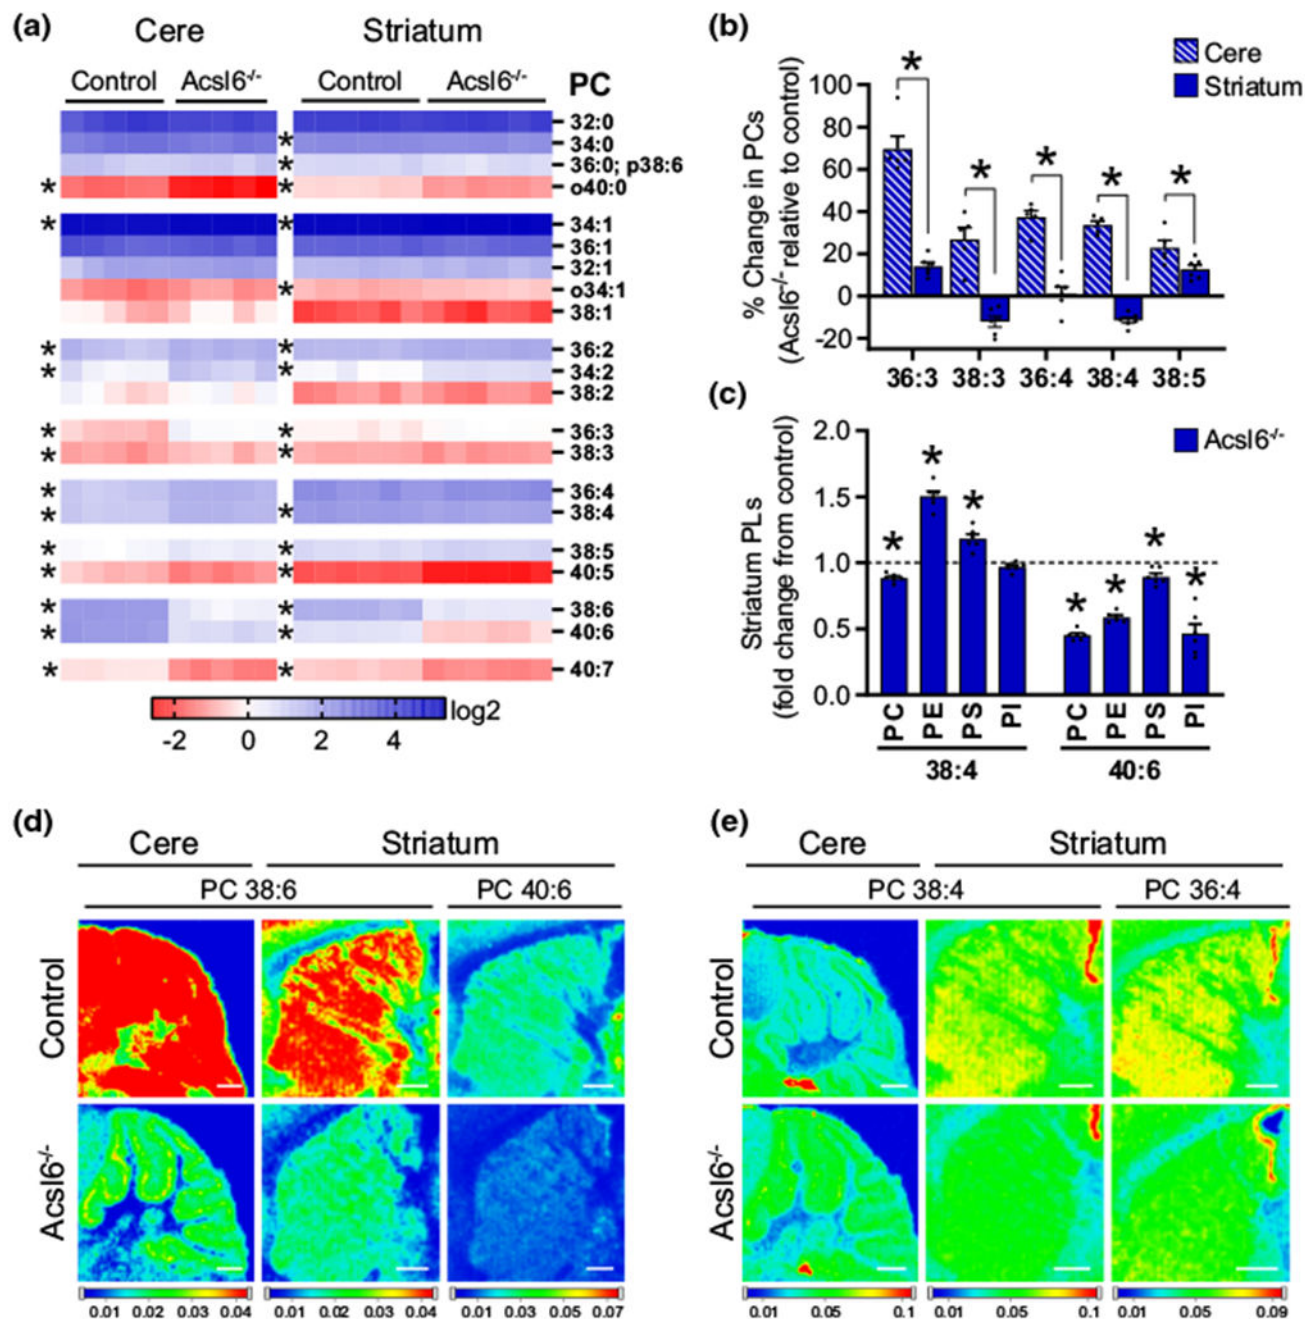 (a)
Cere Striatum
Control Acsl6-/- Control Acsl6-/- PC
32:0
* 34:0
* 36:0; p38:6
* * o40:0
* * 34:1
36:1
32:1
* o34:1
38:1
* * 36:2
* * 34:2
38:2
* * 36:3
* * 38:3
* 36:4
* * 38:4
* * 38:5
* * 40:5
* * 38:6
* * 40:6
* * 40:7
log2
-2 0 2 4
(b)
Cere
Striatum
% Change in PCs
(Acsl6-/- relative to control)
100
80
60
40
20
0
-20
* * * * *
36:3 38:3 36:4 38:4 38:5
(c)
Acsl6-/-
Striatum PLs
(fold change from control)
2.0
1.5
1.0
0.5
0.0
* * * * * * *
PC PE PS PI PC PE PS PI
38:4 40:6
(d)
Cere Striatum
PC 38:6 PC 40:6
Control
Acsl6-/-
0.01 0.02 0.03 0.04 0.01 0.02 0.03 0.04 0.01 0.03 0.05 0.07
(e)
Cere Striatum
PC 38:4 PC 36:4
Control
Acsl6-/-
0.01 0.05 0.1 0.01 0.05 0.1 0.01 0.05 0.09